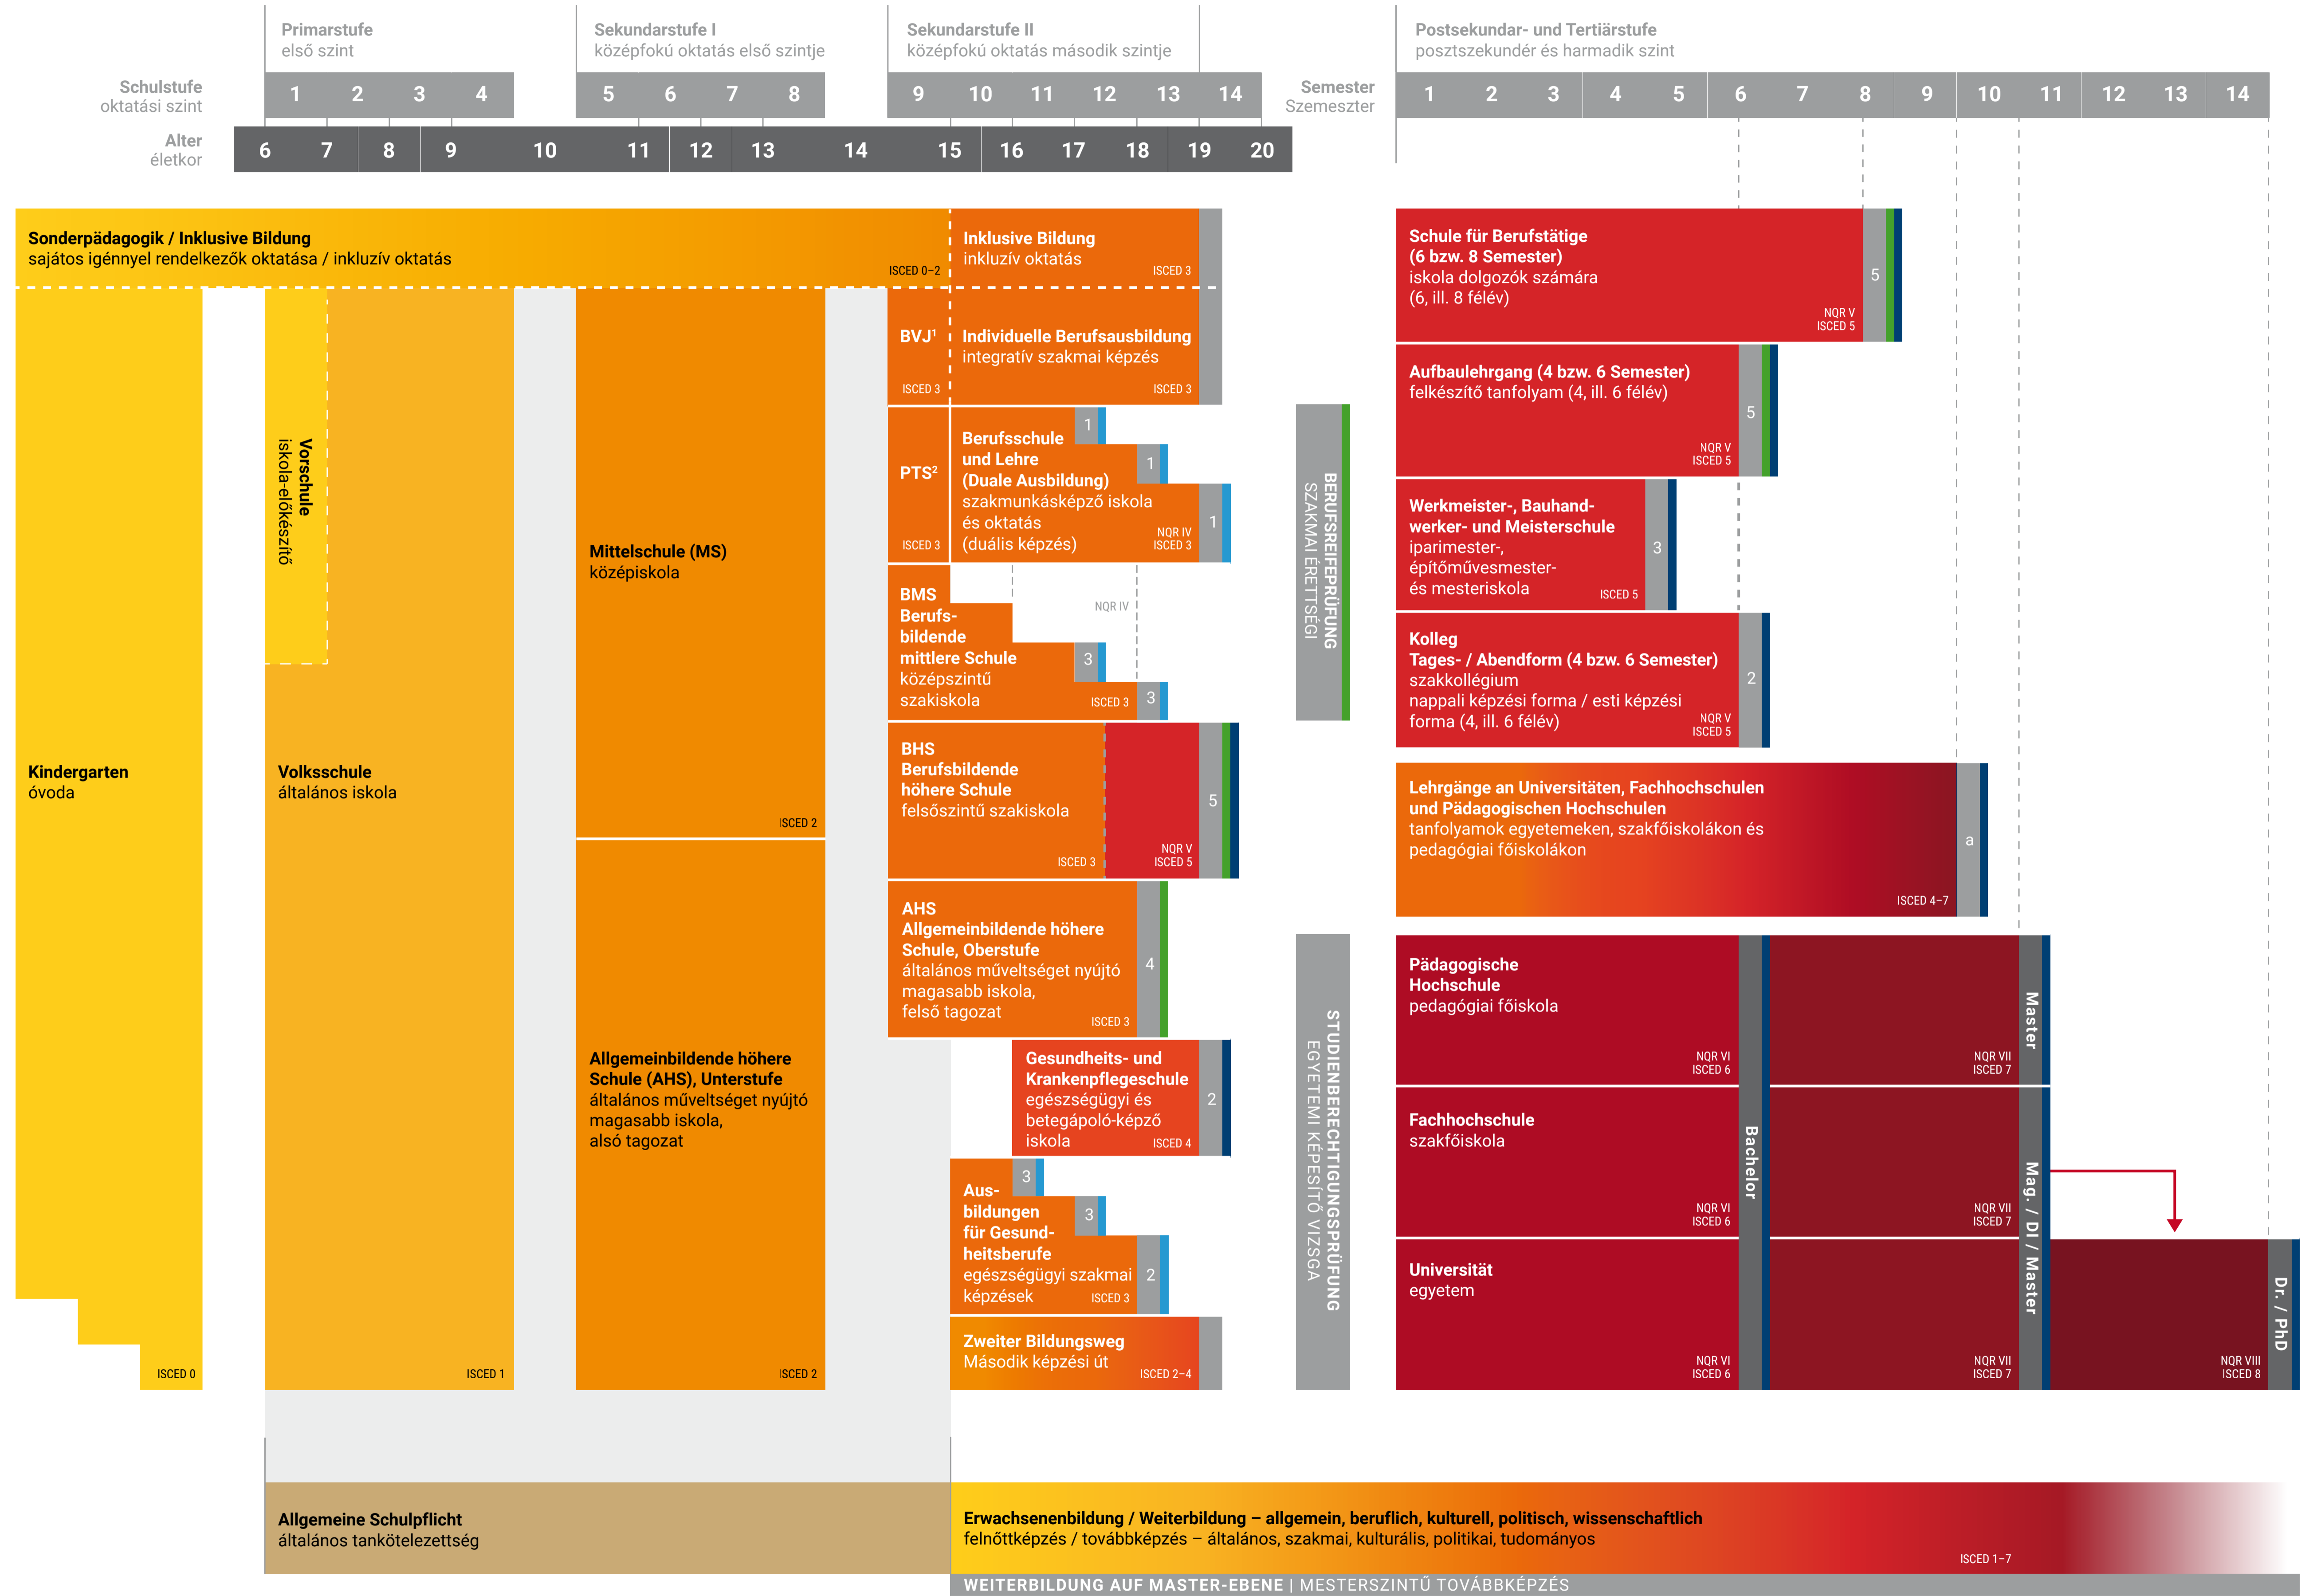 Primarstufe
első szint
Sekundarstufe I
középfokú oktatás első szintje
Sekundarstufe II
középfokú oktatás második szintje
Postsekundar- und Tertiärstufe
posztszekundér és harmadik szint
Schulstufe
oktatási szint
1 2 3 4 5 6 7 8 9 10 11 12 13 14
Semester
Szemeszter
1 2 3 4 5 6 7 8 9 10 11 12 13 14
Alter
életkor
6 7 8 9 10 11 12 13 14 15 16 17 18 19 20
Sonderpädagogik / Inklusive Bildung
sajátos igénnyel rendelkezők oktatása / inkluzív oktatás
ISCED 0–2
Inklusive Bildung
inkluzív oktatás
ISCED 3
Kindergarten
óvoda
ISCED 0
Vorschule
iskola-előkészítő
Volksschule
általános iskola
ISCED 1
Mittelschule (MS)
középiskola
ISCED 2
Allgemeinbildende höhere
Schule (AHS), Unterstufe
általános műveltséget nyújtó
magasabb iskola,
alsó tagozat
ISCED 2
BVJ¹
ISCED 3
Individuelle Berufsausbildung
integratív szakmai képzés
ISCED 3
PTS²
ISCED 3
Berufsschule
und Lehre
(Duale Ausbildung)
szakmunkásképző iskola
és oktatás
(duális képzés)
NQR IV
ISCED 3
1
1
1
BMS
Berufs-
bildende
mittlere Schule
középszintű
szakiskola
ISCED 3
NQR IV
3
3
BHS
Berufsbildende
höhere Schule
felsőszintű szakiskola
ISCED 3
NQR V
ISCED 5
5
AHS
Allgemeinbildende höhere
Schule, Oberstufe
általános műveltséget nyújtó
magasabb iskola,
felső tagozat
ISCED 3
4
Gesundheits- und
Krankenpflegeschule
egészségügyi és
betegápoló-képző
iskola
ISCED 4
2
Aus-
bildungen
für Gesund-
heitsberufe
egészségügyi szakmai
képzések
ISCED 3
3
3
2
Zweiter Bildungsweg
Második képzési út
ISCED 2–4
BERUFSREIFEPRÜFUNG
SZAKMAI ÉRETTSÉGI
STUDIENBERECHTIGUNGSPRÜFUNG
EGYETEMI KÉPESÍTŐ VIZSGA
Schule für Berufstätige
(6 bzw. 8 Semester)
iskola dolgozók számára
(6, ill. 8 félév)
NQR V
ISCED 5
5
Aufbaulehrgang (4 bzw. 6 Semester)
felkészítő tanfolyam (4, ill. 6 félév)
NQR V
ISCED 5
5
Werkmeister-, Bauhand-
werker- und Meisterschule
iparimester-,
építőművesmester-
és mesteriskola
ISCED 5
3
Kolleg
Tages- / Abendform (4 bzw. 6 Semester)
szakkollégium
nappali képzési forma / esti képzési
forma (4, ill. 6 félév)
NQR V
ISCED 5
2
Lehrgänge an Universitäten, Fachhochschulen
und Pädagogischen Hochschulen
tanfolyamok egyetemeken, szakfőiskolákon és
pedagógiai főiskolákon
ISCED 4–7
a
Pädagogische
Hochschule
pedagógiai főiskola
NQR VI
ISCED 6
NQR VII
ISCED 7
Master
Fachhochschule
szakfőiskola
NQR VI
ISCED 6
NQR VII
ISCED 7
Bachelor
Mag. / DI / Master
Universität
egyetem
NQR VI
ISCED 6
NQR VII
ISCED 7
NQR VIII
ISCED 8
Dr. / PhD
Allgemeine Schulpflicht
általános tankötelezettség
Erwachsenenbildung / Weiterbildung – allgemein, beruflich, kulturell, politisch, wissenschaftlich
felnőttképzés / továbbképzés – általános, szakmai, kulturális, politikai, tudományos
ISCED 1–7
WEITERBILDUNG AUF MASTER-EBENE | MESTERSZINTŰ TOVÁBBKÉPZÉS